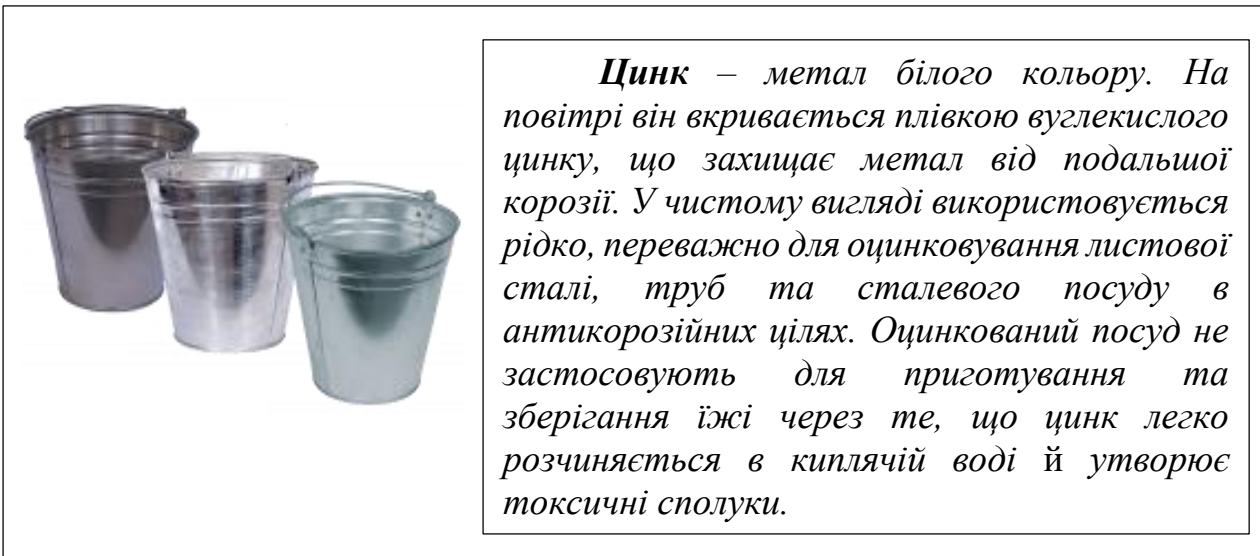 Цинк – метал білого кольору. На
повітрі він вкривається плівкою вуглекислого
цинку, що захищає метал від подальшої
корозії. У чистому вигляді використовується
рідко, переважно для оцинковування листової
сталі, труб та сталевого посуду в
антикорозійних цілях. Оцинкований посуд не
застосовують для приготування та
зберігання їжі через те, що цинк легко
розчиняється в киплячій воді й утворює
токсичні сполуки.